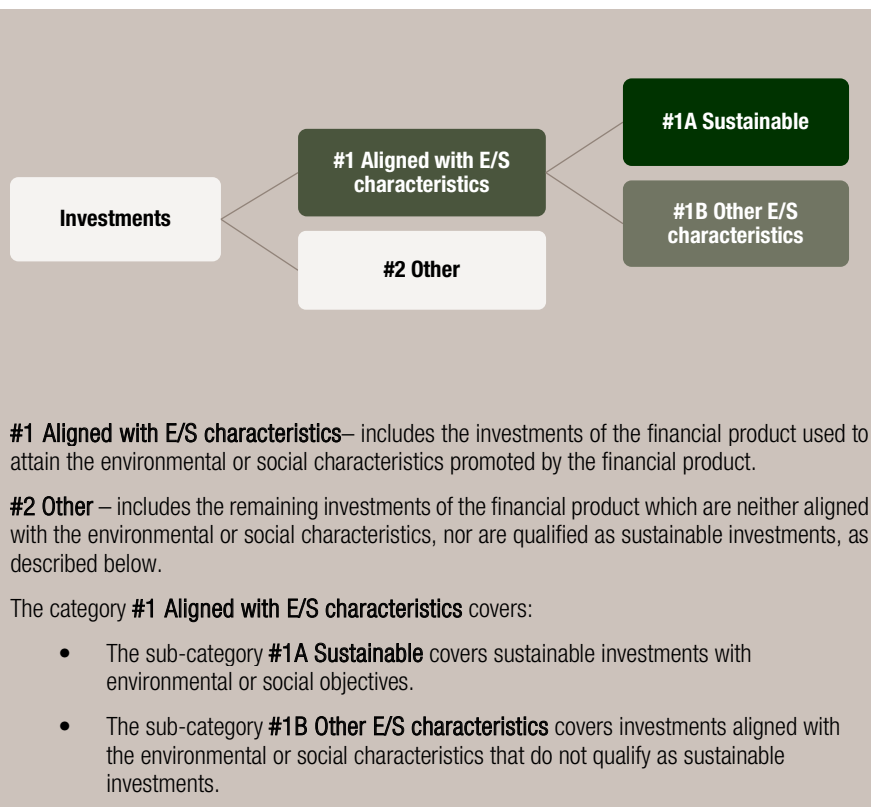 #1A Sustainable
#1 Aligned with E/S
characteristics
Investments
#1B Other E/S
characteristics
#2 Other
#1 Aligned with E/S characteristics– includes the investments of the financial product used to
attain the environmental or social characteristics promoted by the financial product.
#2 Other – includes the remaining investments of the financial product which are neither aligned
with the environmental or social characteristics, nor are qualified as sustainable investments, as
described below.
The category #1 Aligned with E/S characteristics covers:
• The sub-category #1A Sustainable covers sustainable investments with
environmental or social objectives.
• The sub-category #1B Other E/S characteristics covers investments aligned with
the environmental or social characteristics that do not qualify as sustainable
investments.